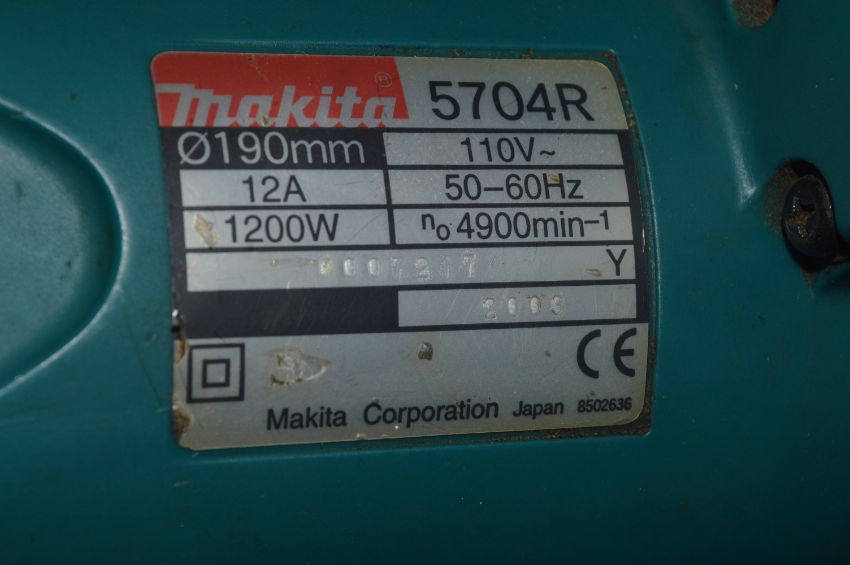 makita® 5704R
Ø190mm 110V~
12A 50–60Hz
1200W n₀ 4900min–1
Y
CE
Makita Corporation Japan 8502636